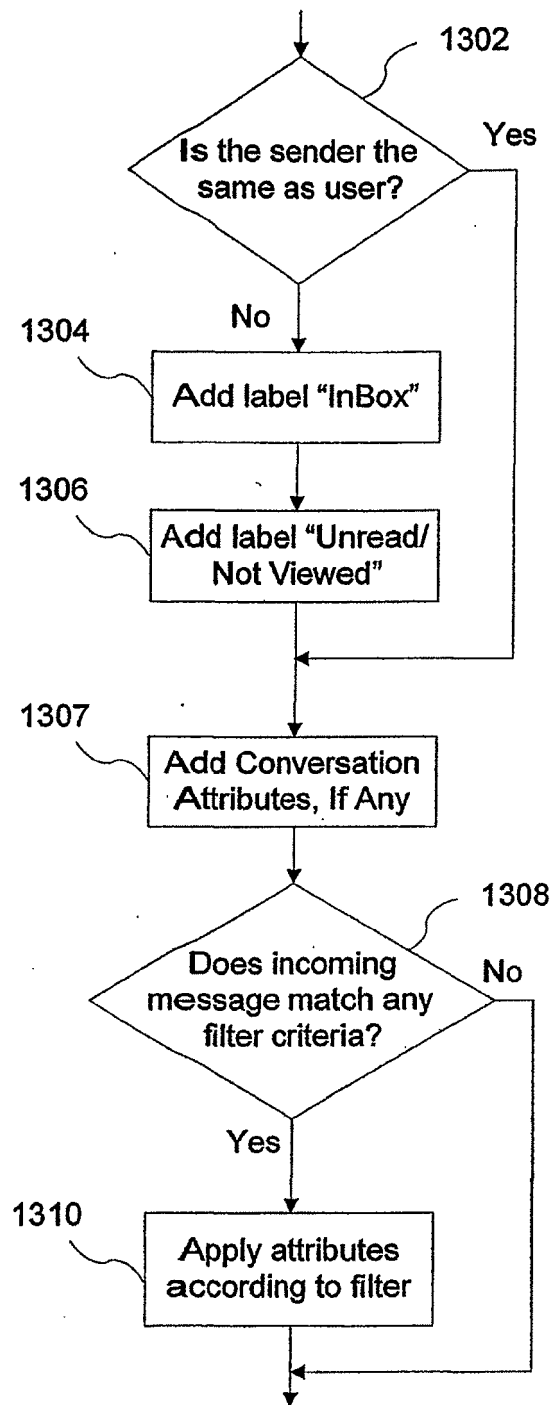 1302
Is the sender the
same as user?
Yes
No
1304
Add label “InBox”
1306
Add label “Unread/
Not Viewed”
1307
Add Conversation
Attributes, If Any
1308
Does incoming
message match any
filter criteria?
No
Yes
1310
Apply attributes
according to filter